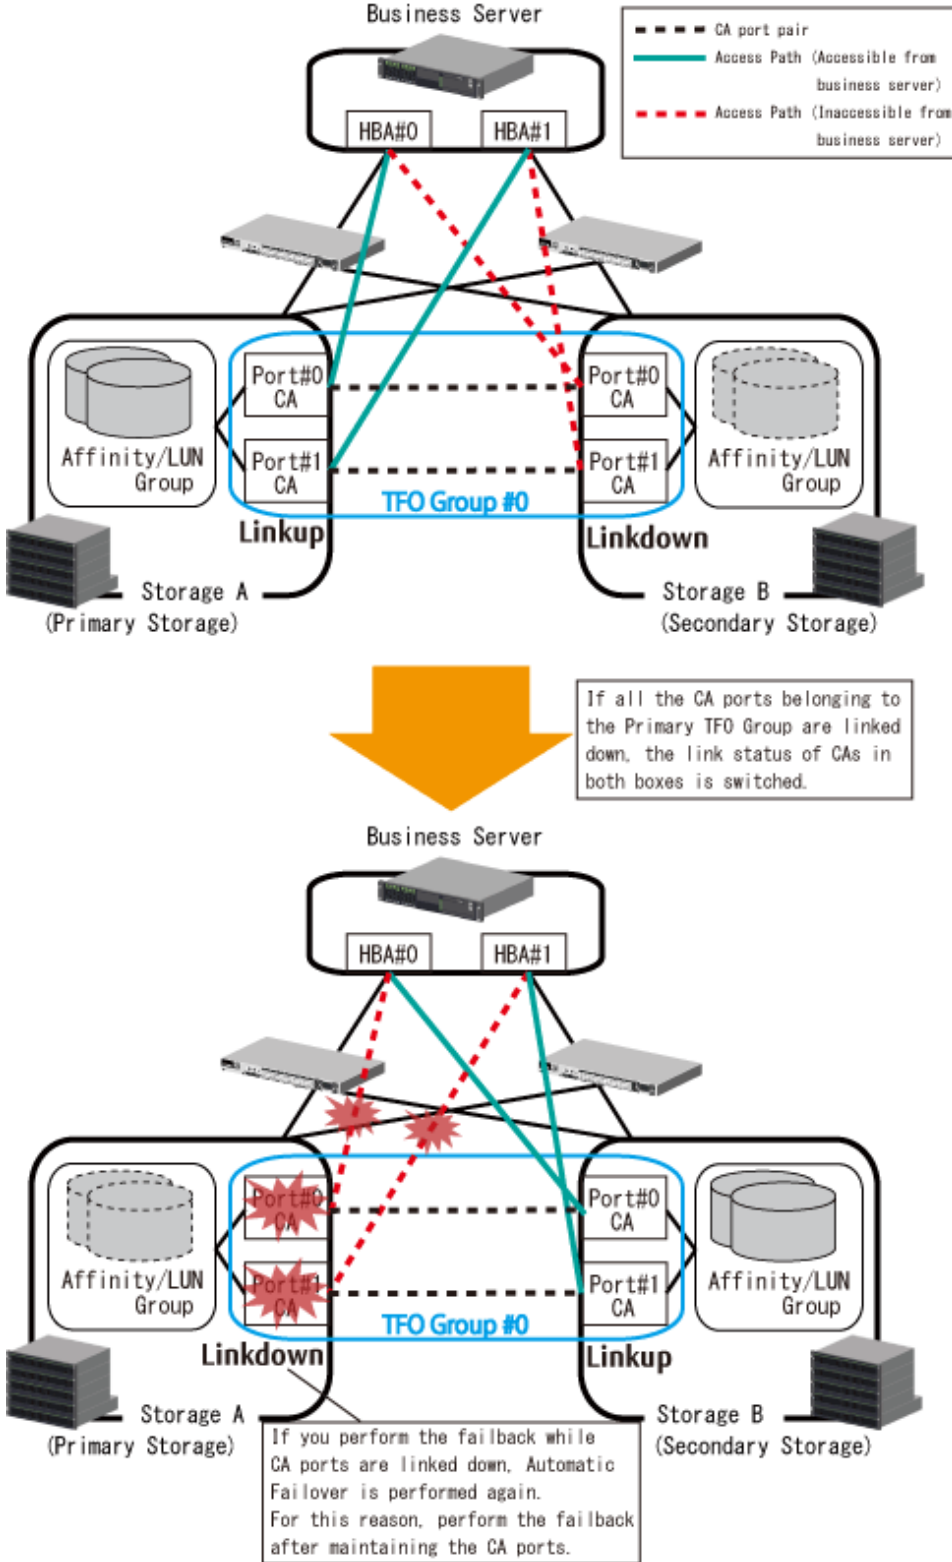 Business Server
CA port pair
Access Path (Accessible from
business server)
Access Path (Inaccessible from
business server)
HBA#0
HBA#1
Port#0
CA
Port#0
CA
Affinity/LUN
Group
Port#1
CA
Port#1
CA
Affinity/LUN
Group
TFO Group #0
Linkup
Linkdown
Storage A
(Primary Storage)
Storage B
(Secondary Storage)
If all the CA ports belonging to
the Primary TFO Group are linked
down, the link status of CAs in
both boxes is switched.
Business Server
HBA#0
HBA#1
Port#0
CA
Port#0
CA
Affinity/LUN
Group
Port#1
CA
Port#1
CA
Affinity/LUN
Group
TFO Group #0
Linkdown
Linkup
Storage A
(Primary Storage)
Storage B
(Secondary Storage)
If you perform the failback while
CA ports are linked down, Automatic
Failover is performed again.
For this reason, perform the failback
after maintaining the CA ports.